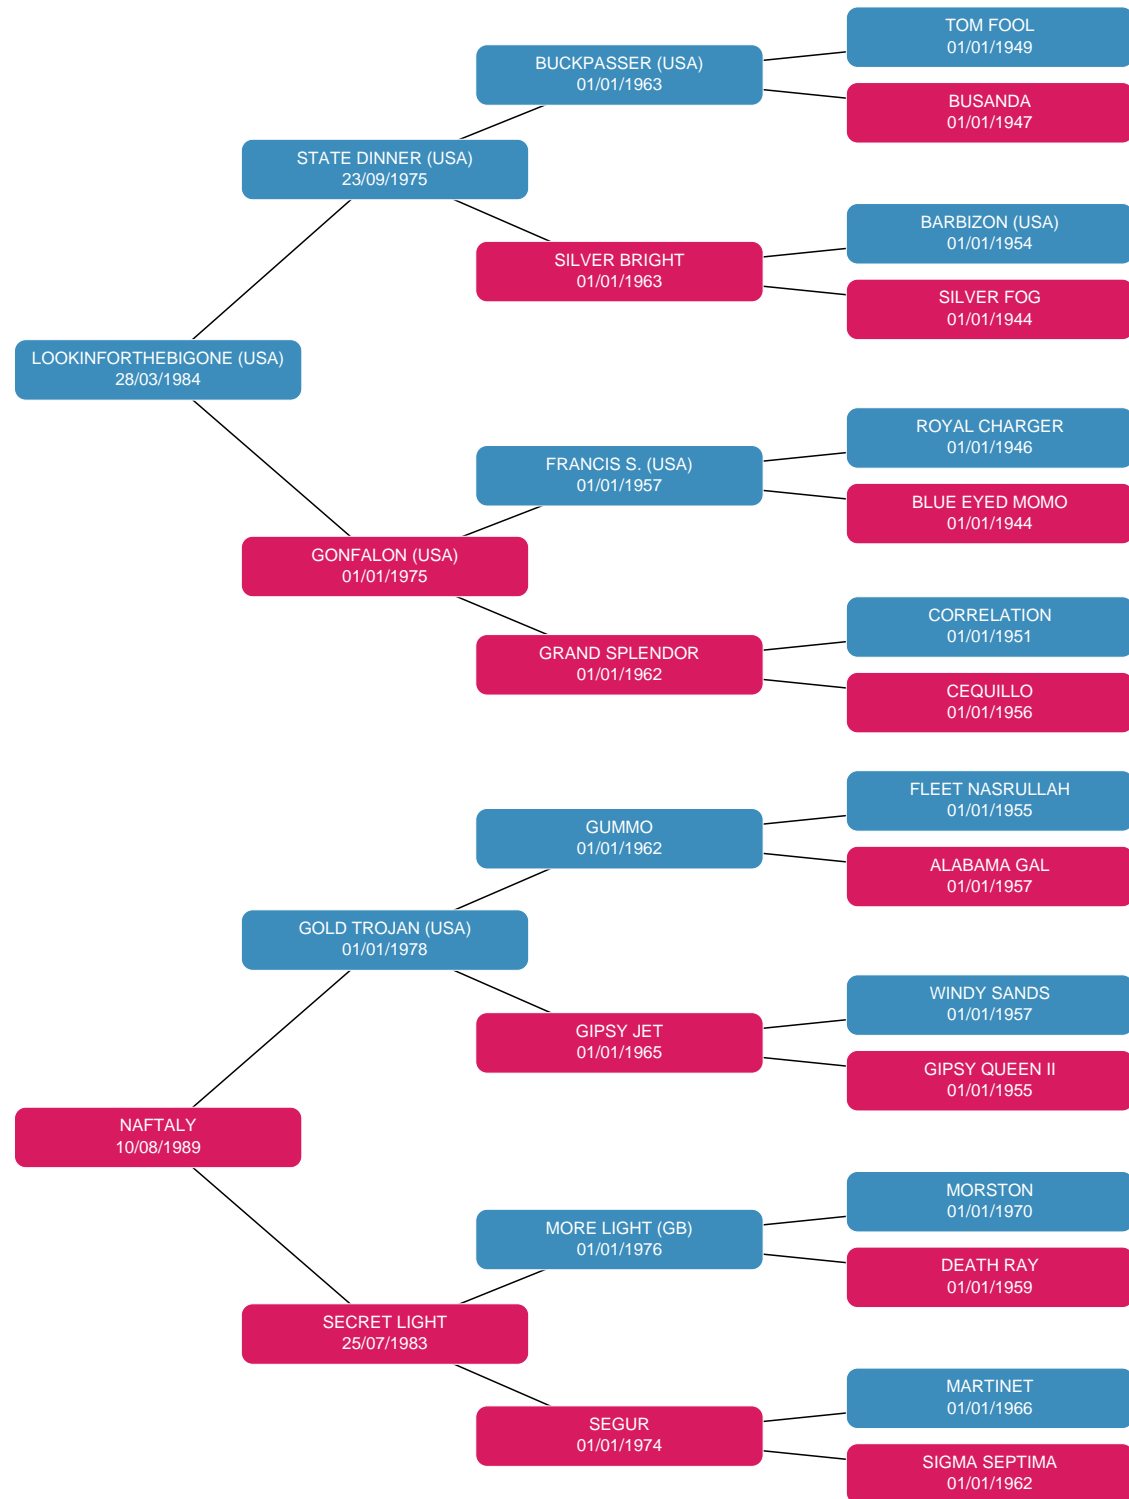 TOM FOOL
01/01/1949
BUCKPASSER (USA)
01/01/1963
BUSANDA
01/01/1947
STATE DINNER (USA)
23/09/1975
BARBIZON (USA)
01/01/1954
SILVER BRIGHT
01/01/1963
SILVER FOG
01/01/1944
LOOKINFORTHEBIGONE (USA)
28/03/1984
ROYAL CHARGER
01/01/1946
FRANCIS S. (USA)
01/01/1957
BLUE EYED MOMO
01/01/1944
GONFALON (USA)
01/01/1975
CORRELATION
01/01/1951
GRAND SPLENDOR
01/01/1962
CEQUILLO
01/01/1956
FLEET NASRULLAH
01/01/1955
GUMMO
01/01/1962
ALABAMA GAL
01/01/1957
GOLD TROJAN (USA)
01/01/1978
WINDY SANDS
01/01/1957
GIPSY JET
01/01/1965
GIPSY QUEEN II
01/01/1955
NAFTALY
10/08/1989
MORSTON
01/01/1970
MORE LIGHT (GB)
01/01/1976
DEATH RAY
01/01/1959
SECRET LIGHT
25/07/1983
MARTINET
01/01/1966
SEGUR
01/01/1974
SIGMA SEPTIMA
01/01/1962